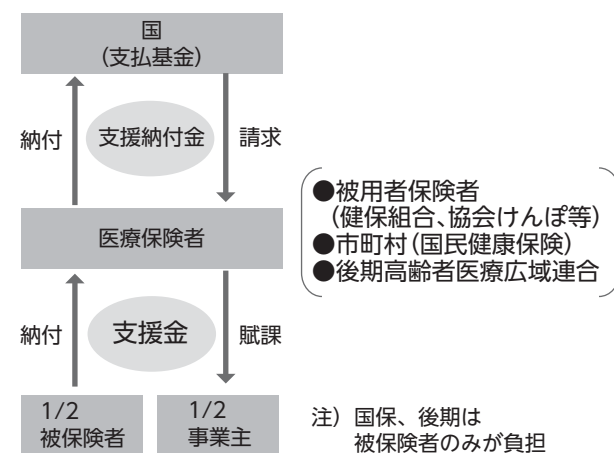 国
(支払基金)
納付
支援納付金
請求
●被用者保険者
(健保組合、協会けんぽ等)
●市町村(国民健康保険)
●後期高齢者医療広域連合
医療保険者
納付
支援金
賦課
1/2
被保険者
1/2
事業主
注) 国保、後期は
被保険者のみが負担